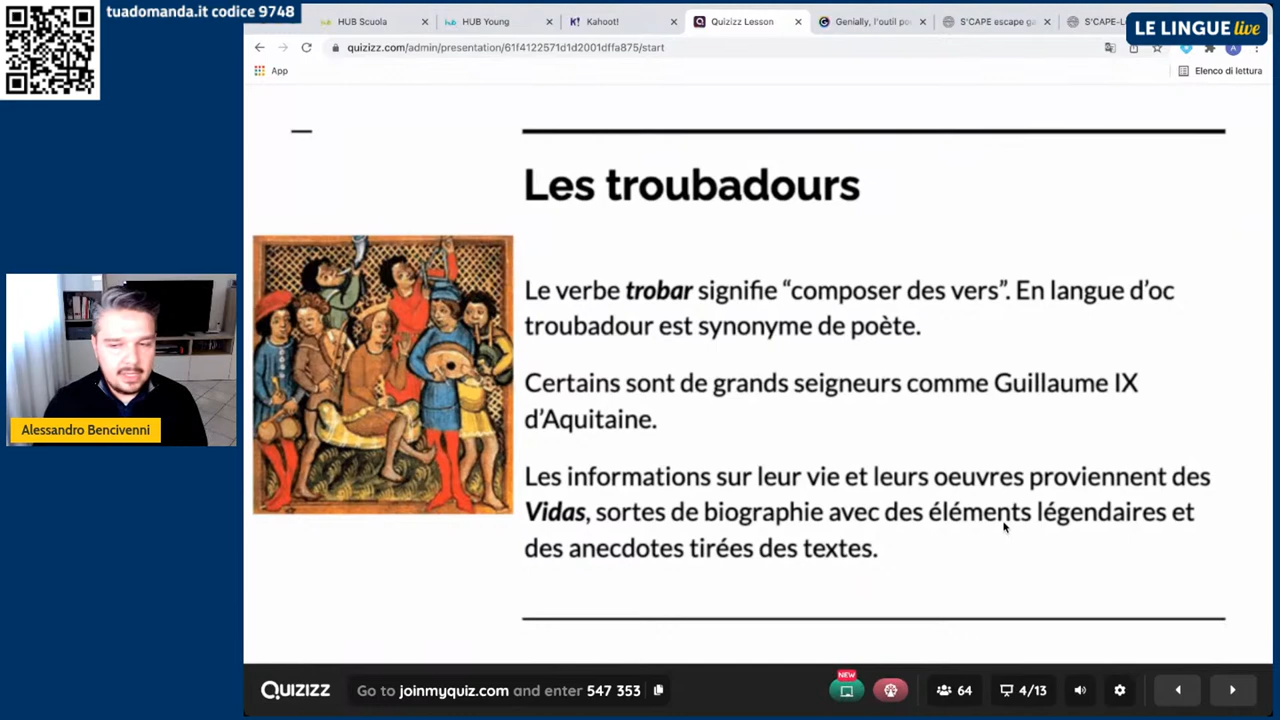 tuadomanda.it codice 9748
HUB Scuola
HUB Young
Kahoot!
Quizizz Lesson
Genially, l'outil po
S'CAPE escape ga
S'CAPE-L
LE LINGUE live
quizizz.com/admin/presentation/61f4122571d1d2001dffa875/start
App
Elenco di lettura
Les troubadours
Le verbe trobar signifie “composer des vers”. En langue d’oc
troubadour est synonyme de poète.
Certains sont de grands seigneurs comme Guillaume IX
d’Aquitaine.
Les informations sur leur vie et leurs oeuvres proviennent des
Vidas, sortes de biographie avec des éléments légendaires et
des anecdotes tirées des textes.
Alessandro Bencivenni
QUIZIZZ
Go to joinmyquiz.com and enter 547 353
NEW
64
4/13